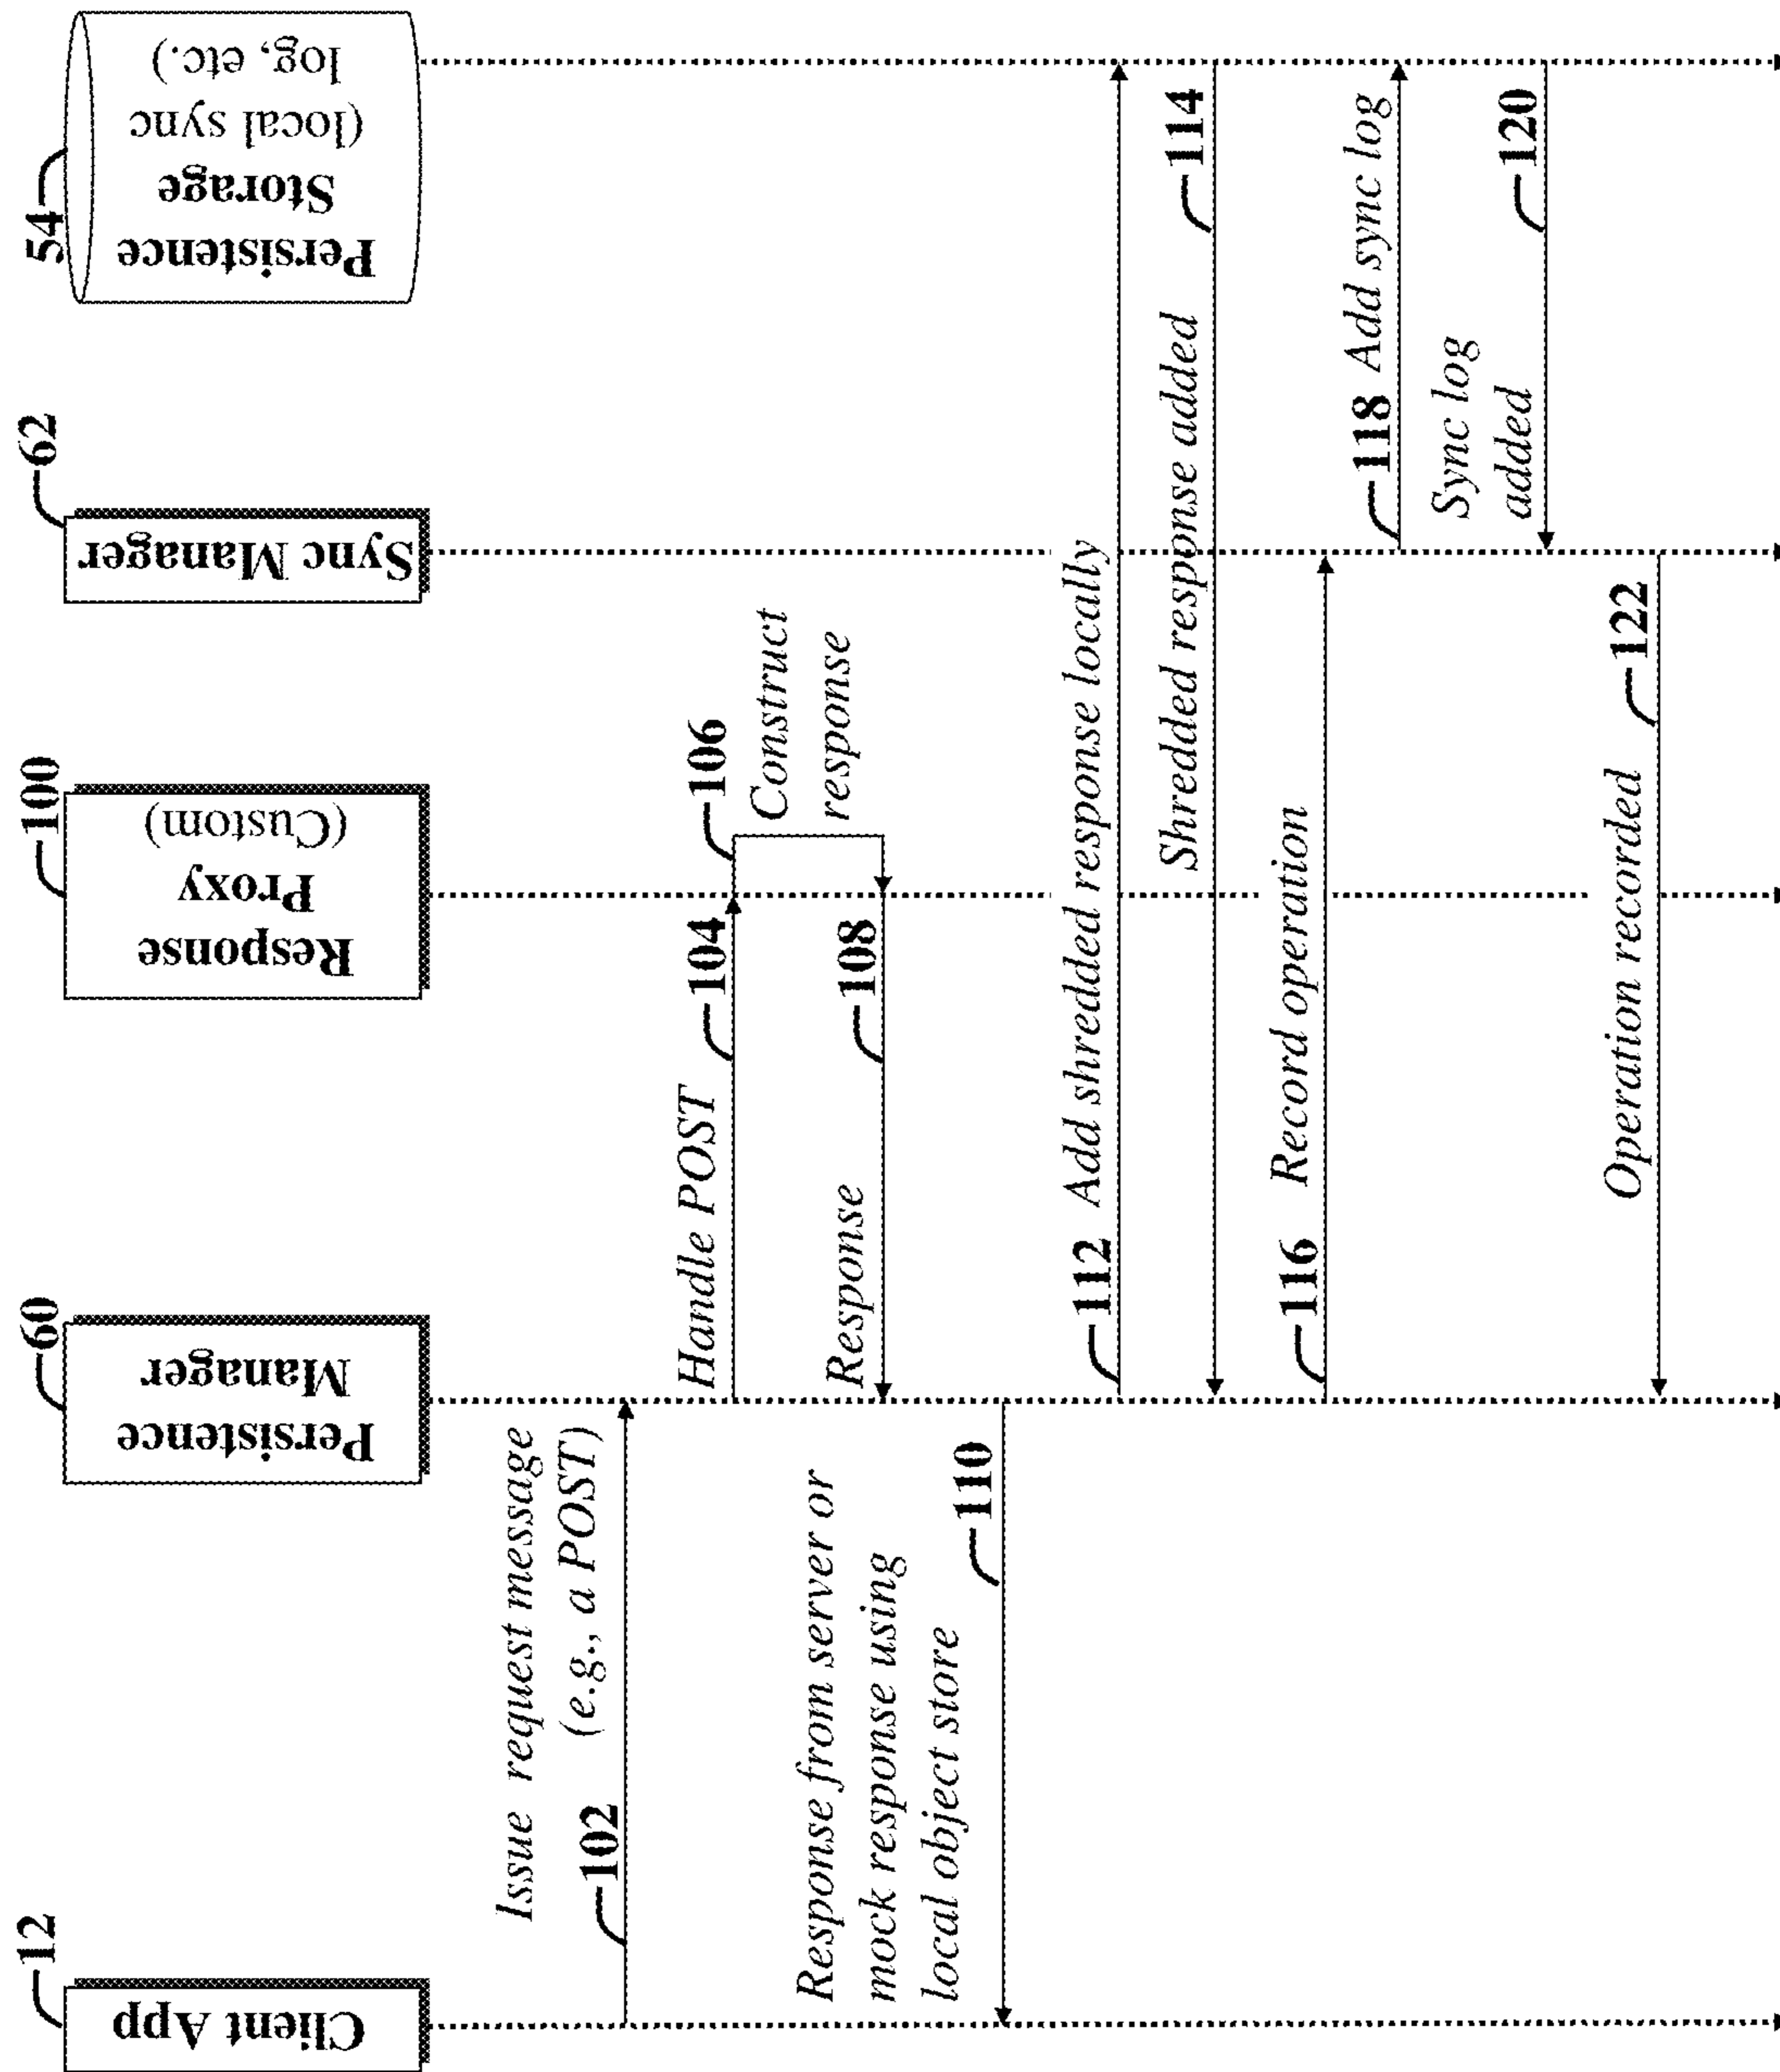 12
Client App
60
Persistence
Manager
100
Response
Proxy
(Custom)
62
Sync Manager
54
Persistence
Storage
(local sync
log, etc.)
Issue request message
(e.g., a POST)
102
Handle POST
104
106
Construct
response
Response
108
Response from server or
mock response using
local object store
110
112 Add shredded response locally
Shredded response added
114
116 Record operation
118 Add sync log
Sync log
added
120
Operation recorded
122